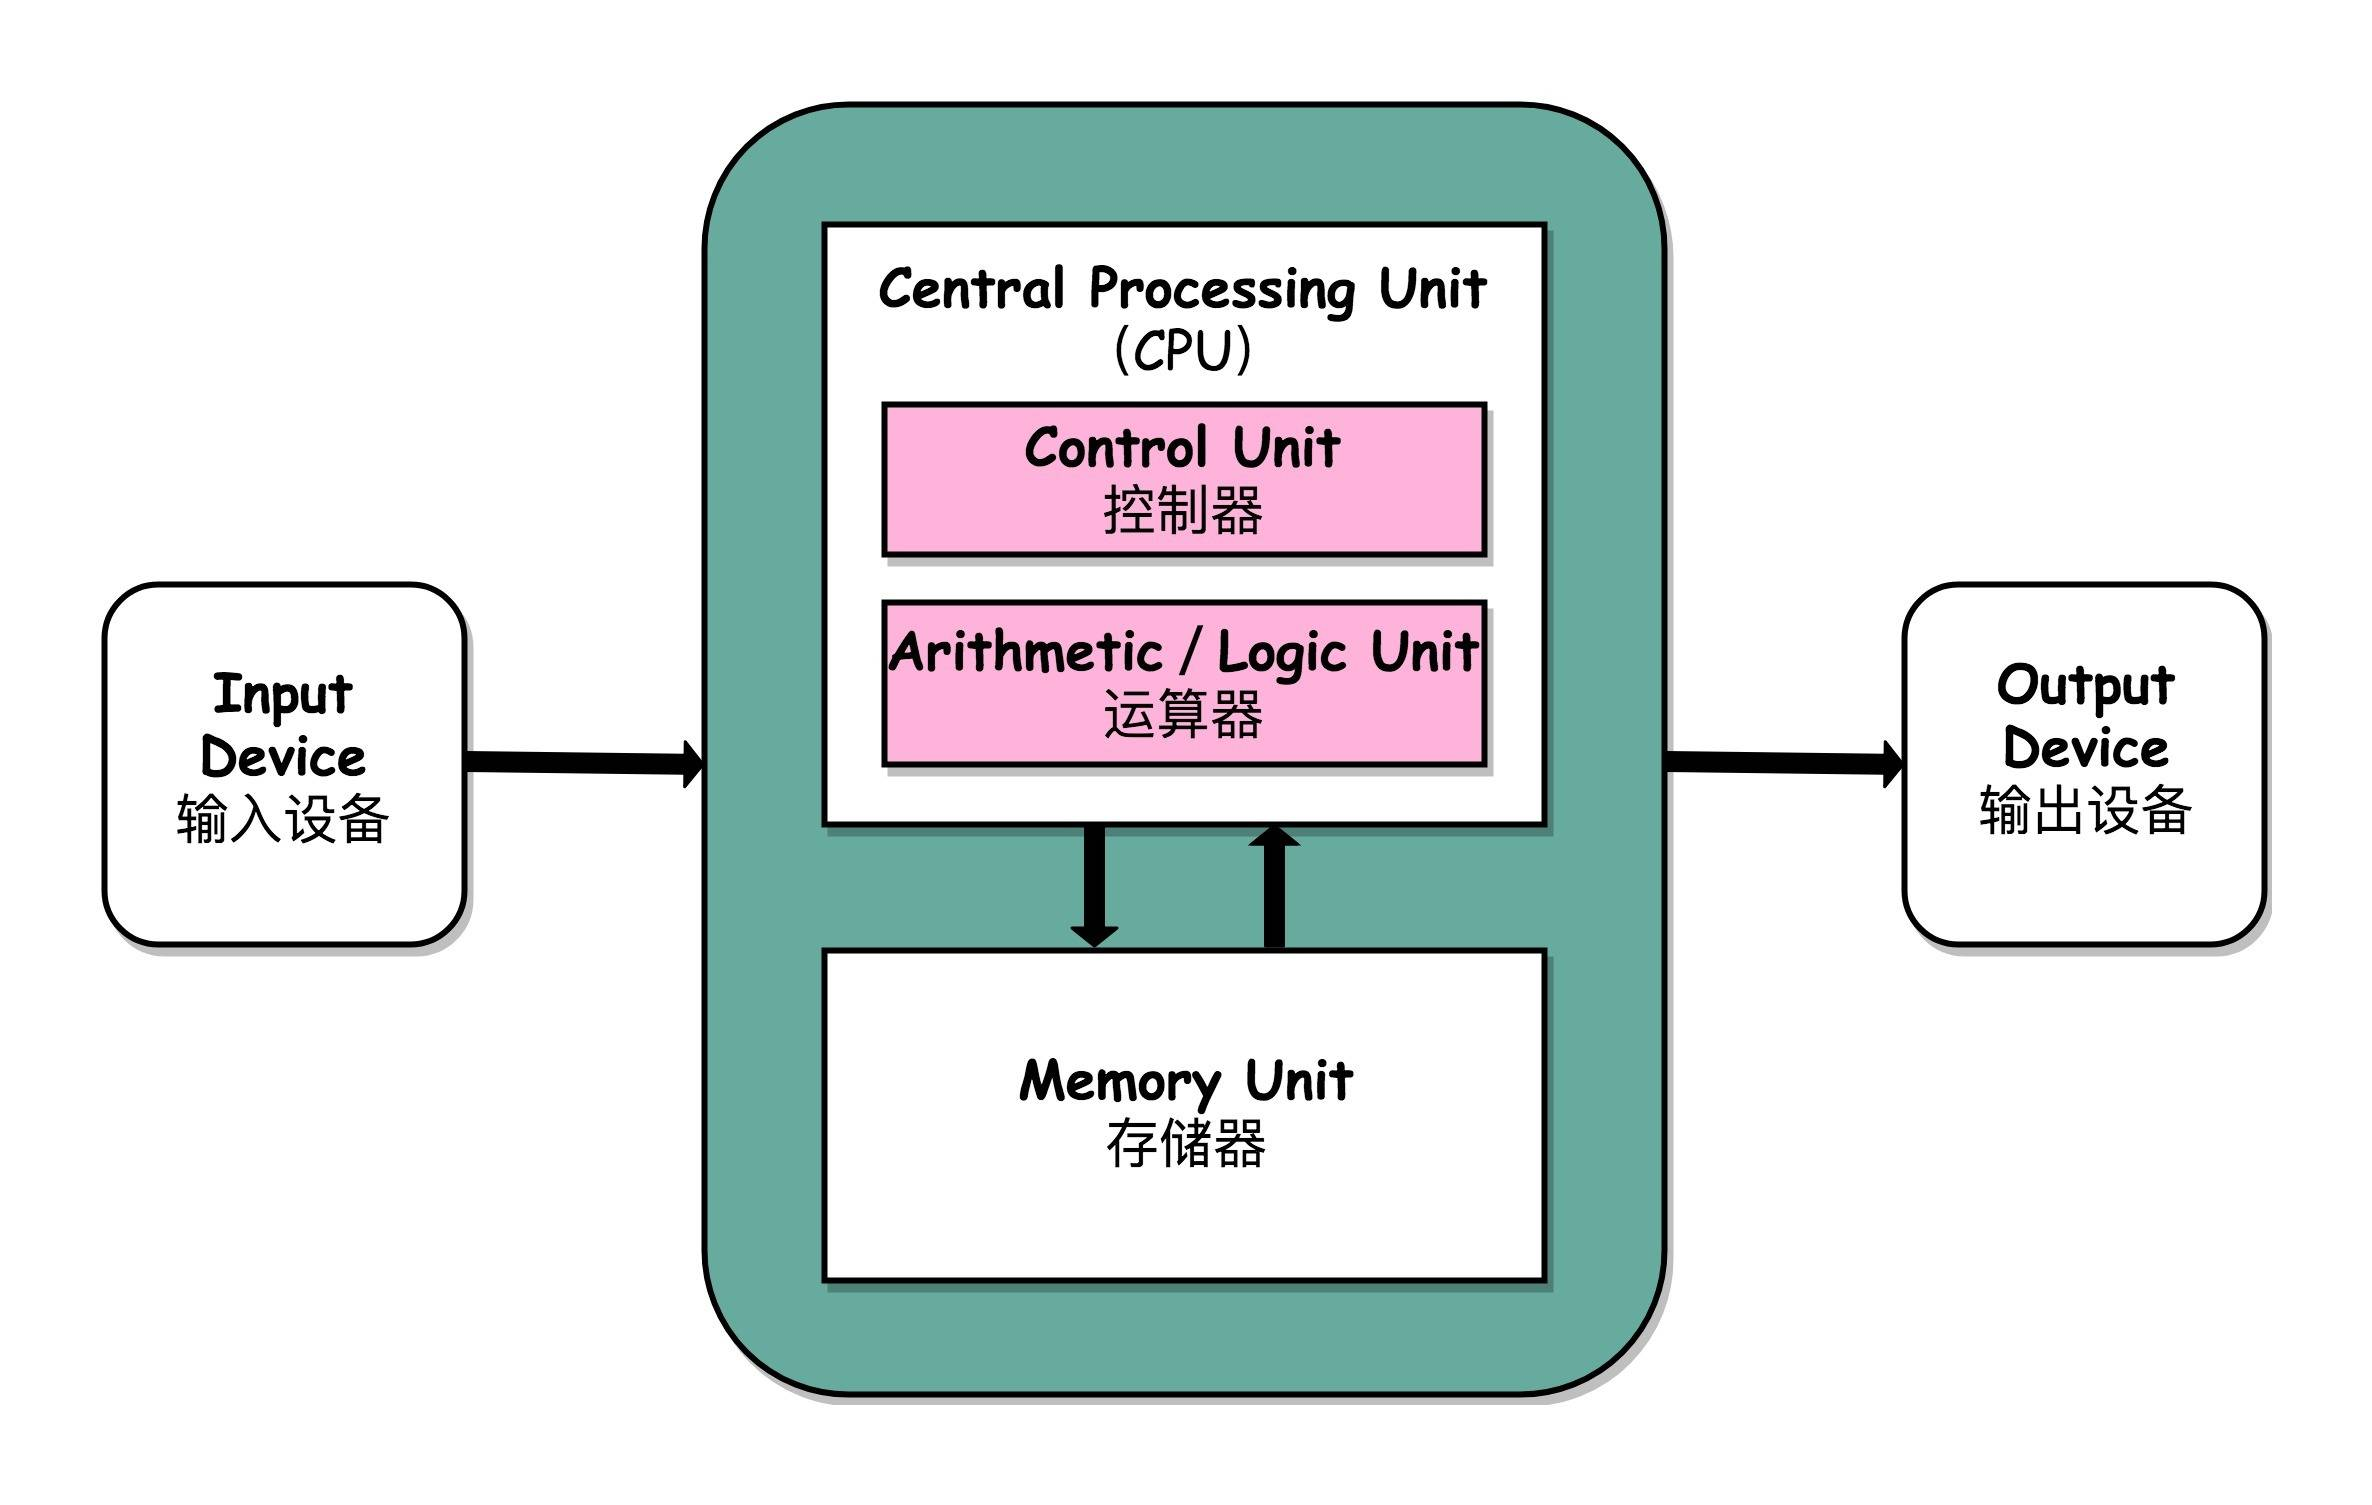 Central Processing Unit
(CPU)
Control Unit
控制器
Arithmetic / Logic Unit
运算器
Input
Device
输入设备
Output
Device
输出设备
Memory Unit
存储器